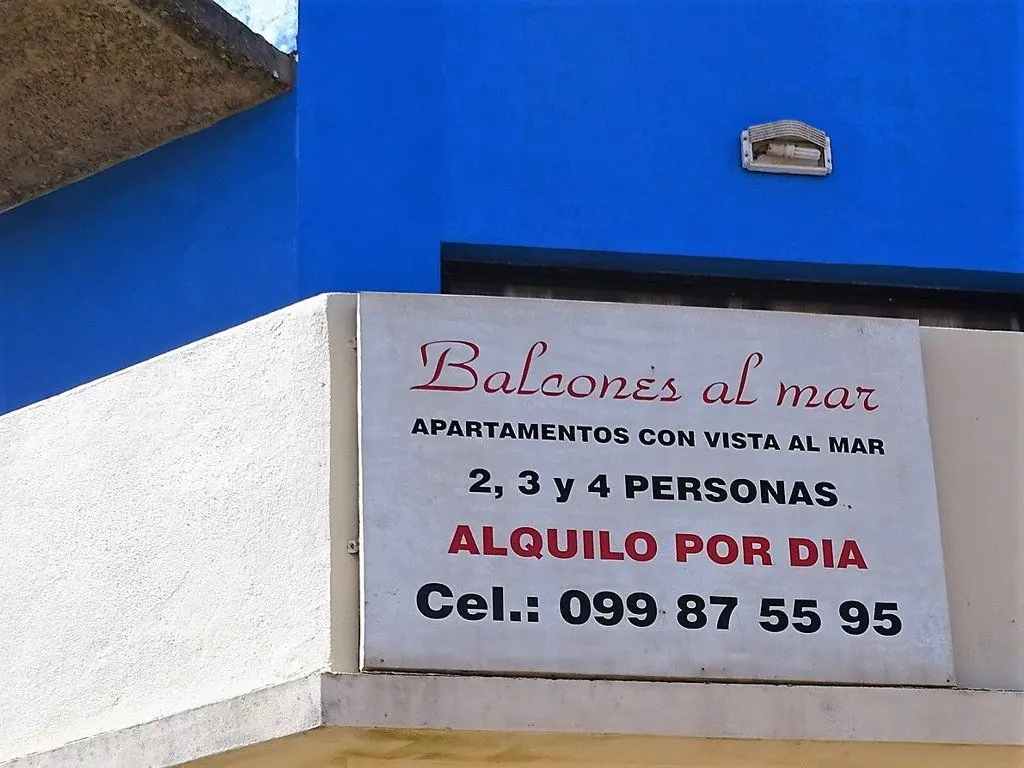 Balcones al mar
APARTAMENTOS CON VISTA AL MAR
2, 3 y 4 PERSONAS
ALQUILO POR DIA
Cel.: 099 87 55 95